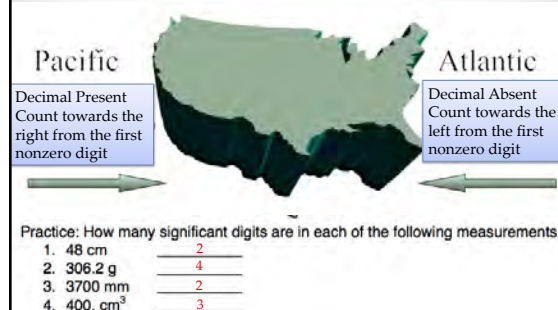 Pacific
Atlantic
Decimal Present
Count towards the
right from the first
nonzero digit
Decimal Absent
Count towards the
left from the first
nonzero digit
Practice: How many significant digits are in each of the following measurements
1. 48 cm 2
2. 306.2 g 4
3. 3700 mm 2
4. 400. cm³ 3